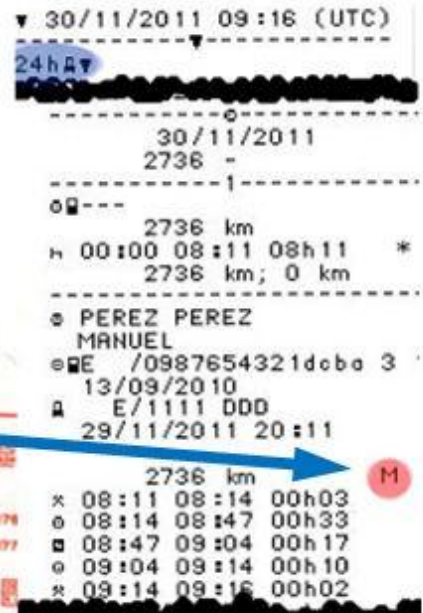 ▼ 30/11/2011 09:16 (UTC)
24h▼
30/11/2011
2736 -
1
---
2736 km
h 00:00 08:11 08h11 *
2736 km; 0 km
PEREZ PEREZ
MANUEL
E /0987654321dcba 3
13/09/2010
E/1111 DDD
29/11/2011 20:11
2736 km
M
08:11 08:14 00h03
08:14 08:47 00h33
08:47 09:04 00h17
09:04 09:14 00h10
09:14 09:16 00h02